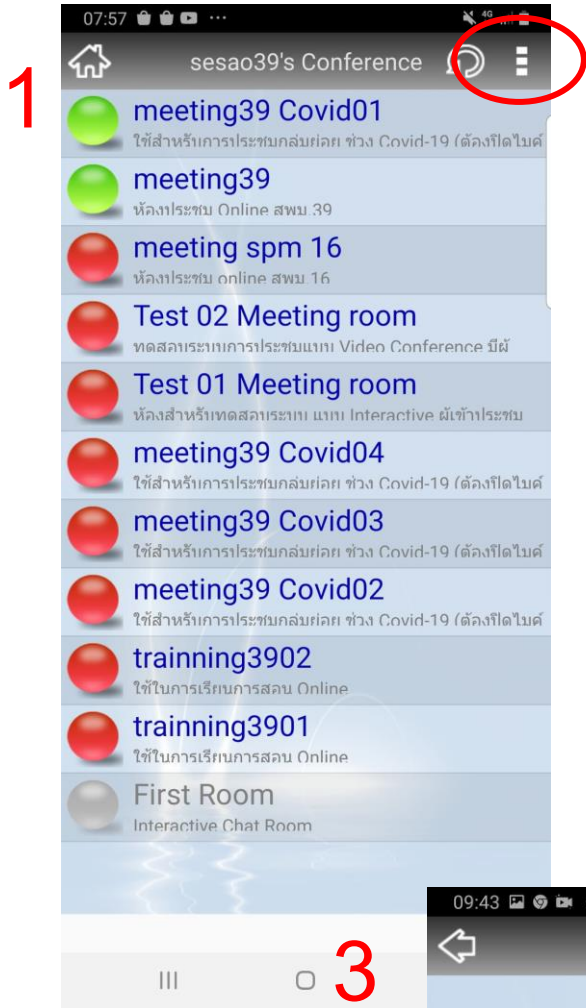 07:57
4G
1
sesao39's Conference
meeting39 Covid01
ใช้สำหรับการประชุมกลุ่มย่อย ช่วง Covid-19 (ต้องปิดไมค์
meeting39
ห้องประชุม Online สพม.39
meeting spm 16
ห้องประชุม online สพม.16
Test 02 Meeting room
ทดสอบระบบการประชุมแบบ Video Conference มีผู้
Test 01 Meeting room
ห้องสำหรับทดสอบระบบ แบบ Interactive ผู้เข้าประชุม
meeting39 Covid04
ใช้สำหรับการประชุมกลุ่มย่อย ช่วง Covid-19 (ต้องปิดไมค์
meeting39 Covid03
ใช้สำหรับการประชุมกลุ่มย่อย ช่วง Covid-19 (ต้องปิดไมค์
meeting39 Covid02
ใช้สำหรับการประชุมกลุ่มย่อย ช่วง Covid-19 (ต้องปิดไมค์
trainning3902
ใช้ในการเรียนการสอน Online
trainning3901
ใช้ในการเรียนการสอน Online
First Room
Interactive Chat Room
09:43
3